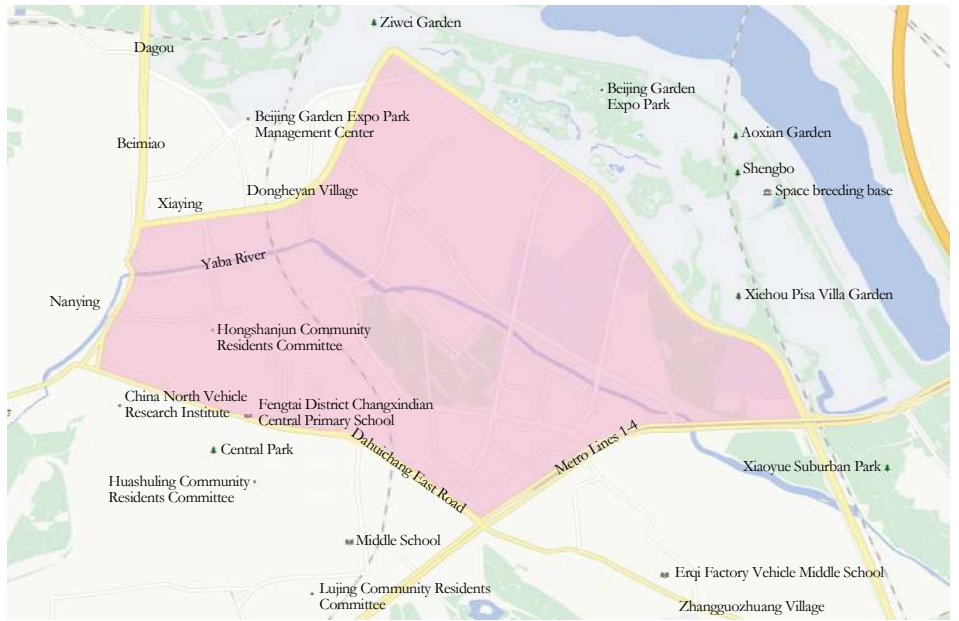 Ziwei Garden
Dagou
Beijing Garden
Expo Park
Beijing Garden Expo Park
Management Center
Aoxian Garden
Beimiao
Shengbo
Dongheyan Village
Space breeding base
Xiaying
Yaba River
Nanying
Xiehou Pisa Villa Garden
Hongshanjun Community
Residents Committee
China North Vehicle
Research Institute
Fengtai District Changxindian
Central Primary School
Dahuichang East Road
Metro Lines 1-4
Central Park
Xiaoyue Suburban Park
Huashuling Community
Residents Committee
Middle School
Erqi Factory Vehicle Middle School
Lujing Community Residents
Committee
Zhangguozhuang Village